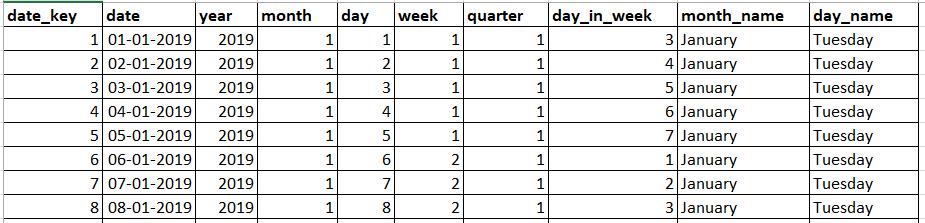 date_key date year month day week quarter day_in_week month_name day_name
1 01-01-2019 2019 1 1 1 1 3 January Tuesday
2 02-01-2019 2019 1 2 1 1 4 January Tuesday
3 03-01-2019 2019 1 3 1 1 5 January Tuesday
4 04-01-2019 2019 1 4 1 1 6 January Tuesday
5 05-01-2019 2019 1 5 1 1 7 January Tuesday
6 06-01-2019 2019 1 6 2 1 1 January Tuesday
7 07-01-2019 2019 1 7 2 1 2 January Tuesday
8 08-01-2019 2019 1 8 2 1 3 January Tuesday